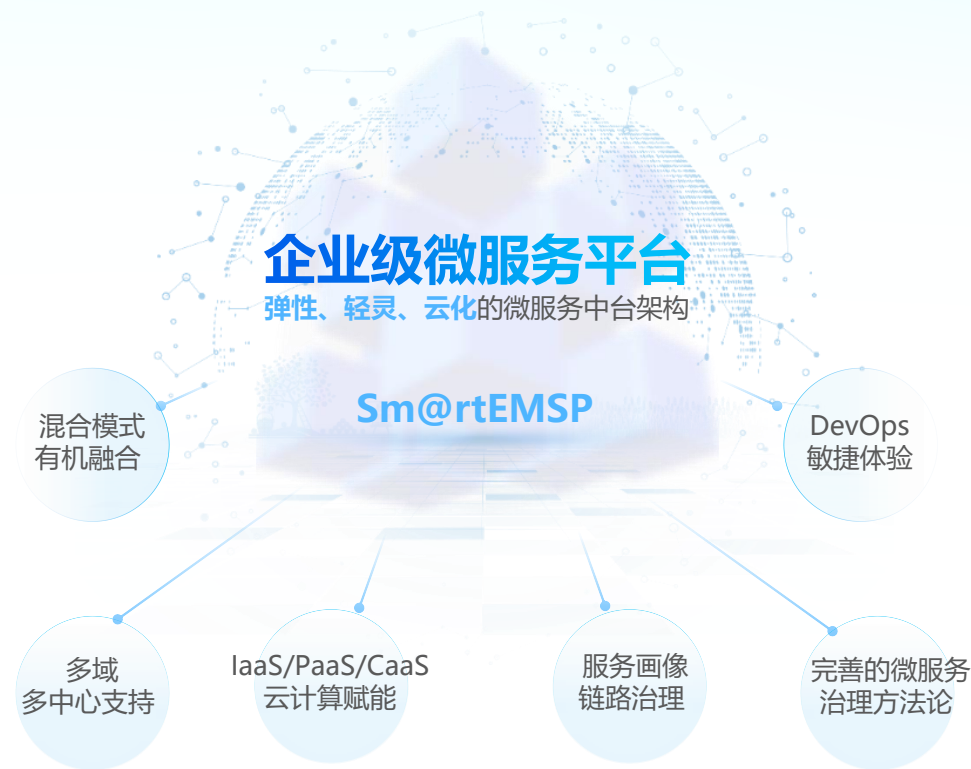 企业级微服务平台
弹性、轻灵、云化的微服务中台架构
Sm@rtEMSP
混合模式
有机融合
DevOps
敏捷体验
多域
多中心支持
IaaS/PaaS/CaaS
云计算赋能
服务画像
链路治理
完善的微服务
治理方法论